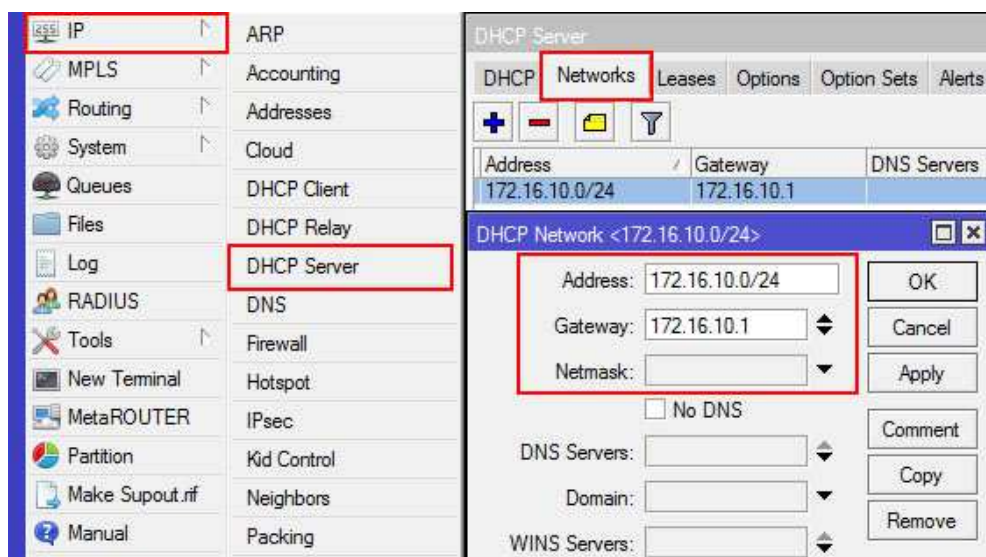 IP
MPLS
Routing
System
Queues
Files
Log
RADIUS
Tools
New Terminal
MetaROUTER
Partition
Make Supout.rif
Manual
ARP
Accounting
Addresses
Cloud
DHCP Client
DHCP Relay
DHCP Server
DNS
Firewall
Hotspot
IPsec
Kid Control
Neighbors
Packing
DHCP Server
DHCP Networks Leases Options Option Sets Alerts
Address Gateway DNS Servers
172.16.10.0/24 172.16.10.1
DHCP Network <172.16.10.0/24>
Address: 172.16.10.0/24 OK
Gateway: 172.16.10.1 Cancel
Netmask: Apply
No DNS
Comment
DNS Servers:
Copy
Domain:
Remove
WINS Servers: